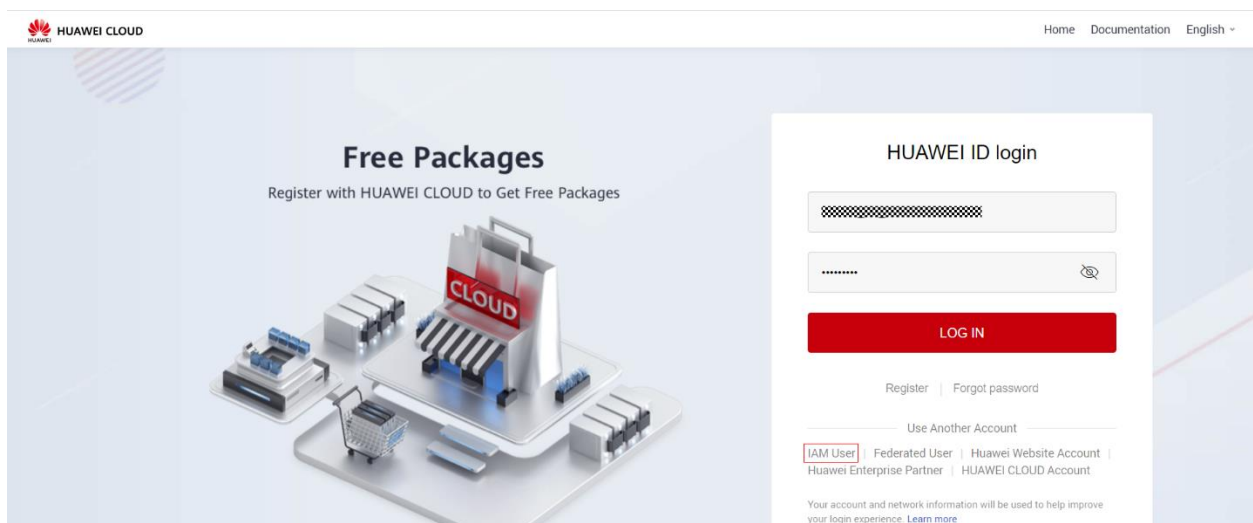 HUAWEI
HUAWEI CLOUD
Home Documentation English
Free Packages
Register with HUAWEI CLOUD to Get Free Packages
CLOUD
HUAWEI ID login
LOG IN
Register | Forgot password
Use Another Account
IAM User | Federated User | Huawei Website Account |
Huawei Enterprise Partner | HUAWEI CLOUD Account
Your account and network information will be used to help improve
your login experience. Learn more